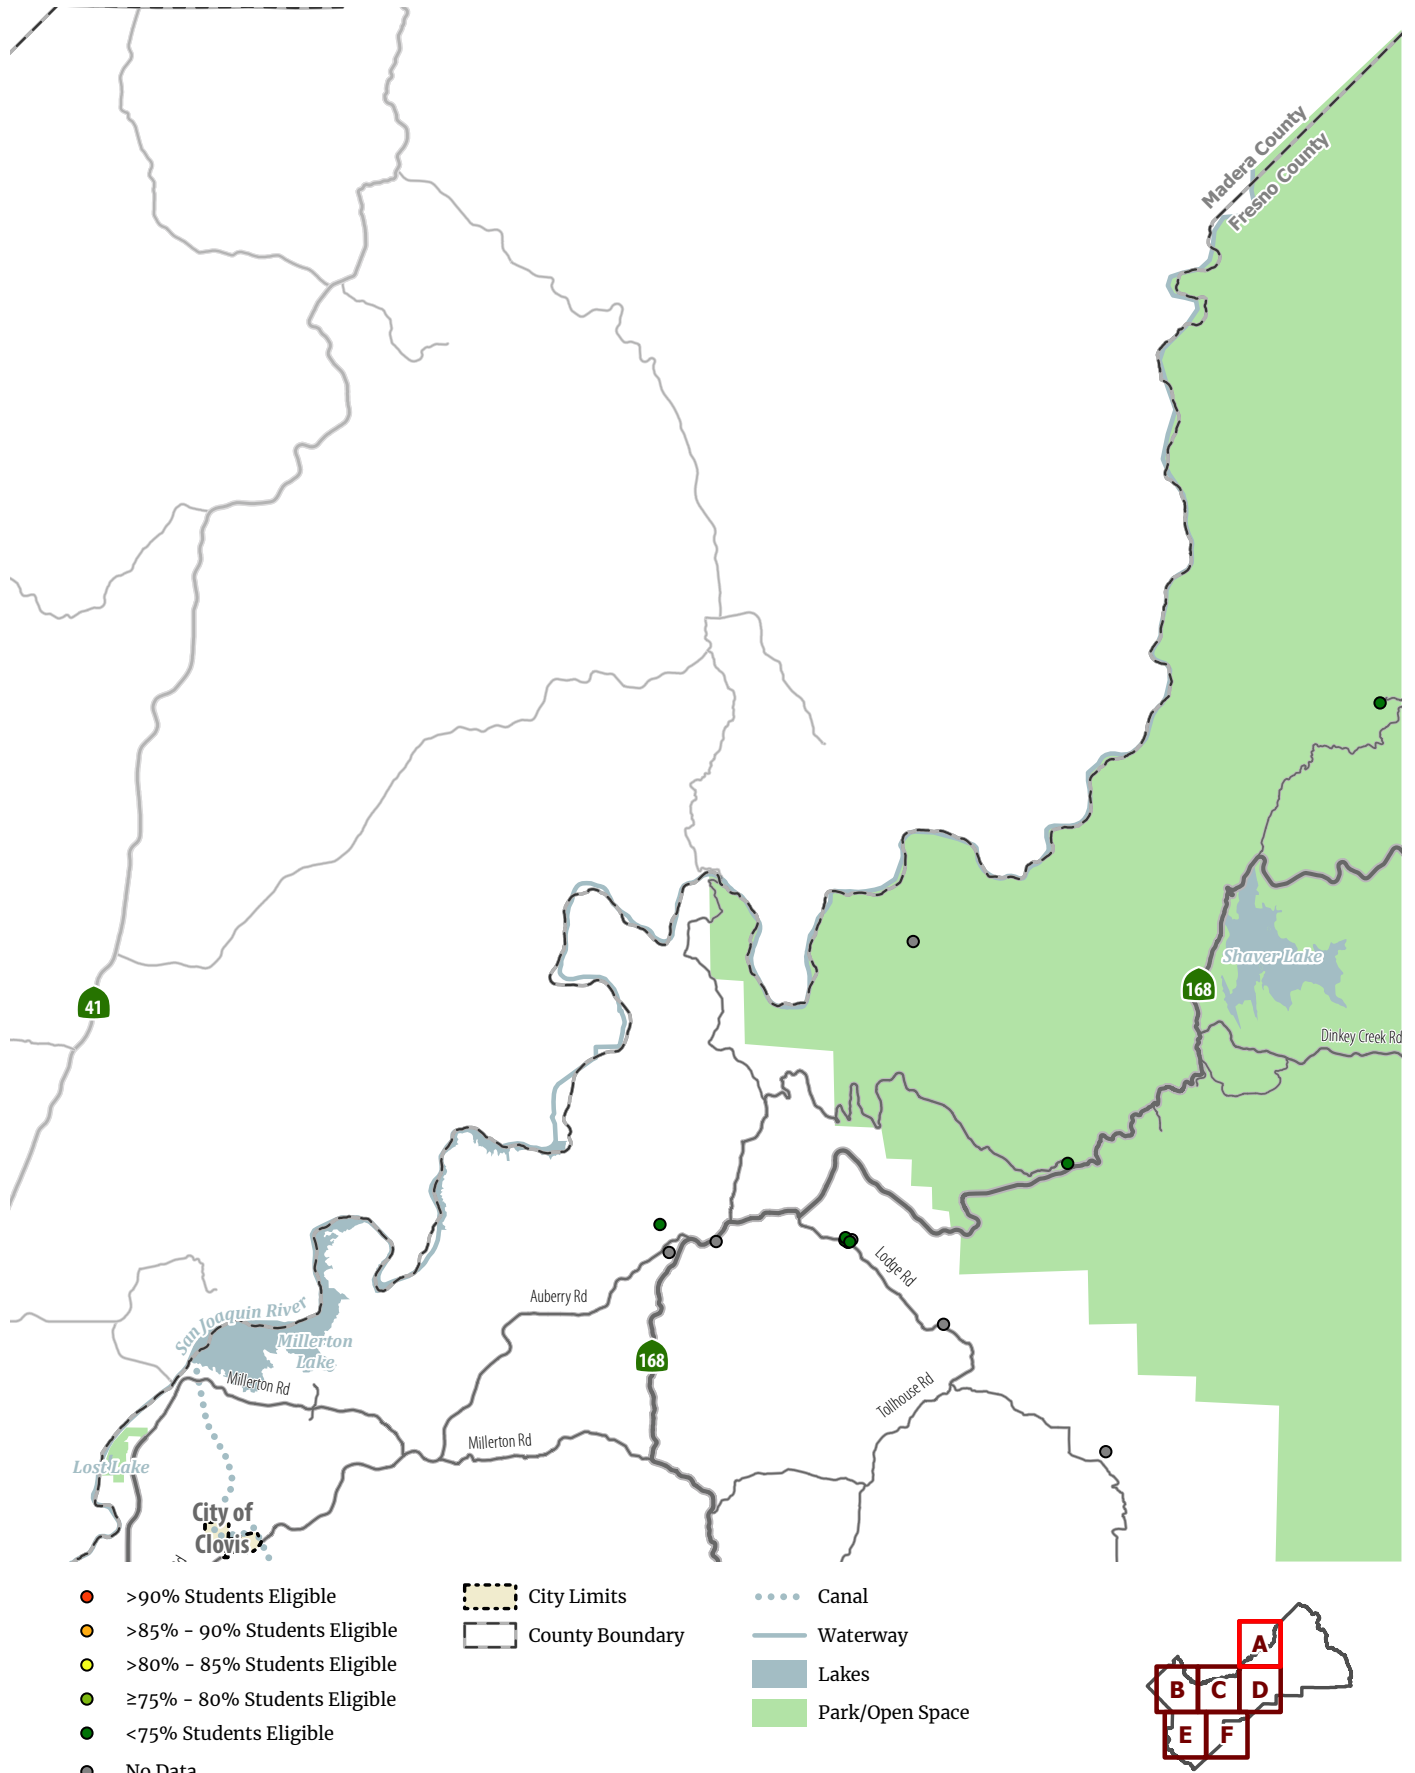 Madera County
Fresno County
41
Shaver Lake
168
Dinkey Creek Rd
Lodge Rd
Auberry Rd
San Joaquin River
Millerton
Lake
168
Millerton Rd
Tollhouse Rd
Millerton Rd
Lost Lake
City of
Clovis
>90% Students Eligible
>85% - 90% Students Eligible
>80% - 85% Students Eligible
≥75% - 80% Students Eligible
<75% Students Eligible
No Data
City Limits
County Boundary
Canal
Waterway
Lakes
Park/Open Space
A
B C D
E F